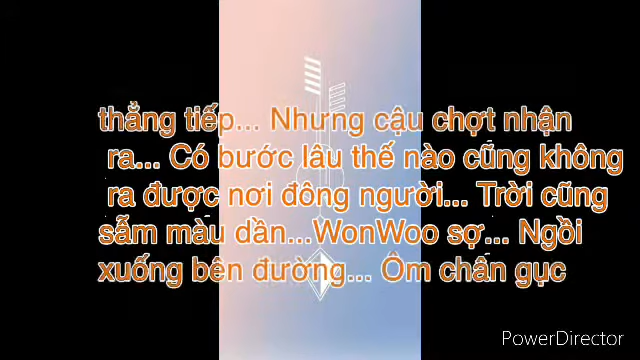 thẳng tiếp... Nhưng cậu chợt nhận
ra... Có bước lâu thế nào cũng không
ra được nơi đông người... Trời cũng
sẫm màu dần...WonWoo sợ... Ngồi
xuống bên đường... Ôm chân gục
PowerDirector